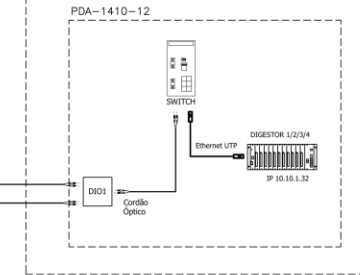 PDA-1410-12
SWITCH
Ethernet UTP
DIGESTOR 1/2/3/4
IP 10.10.1.32
DIO1
Cordão
Óptico